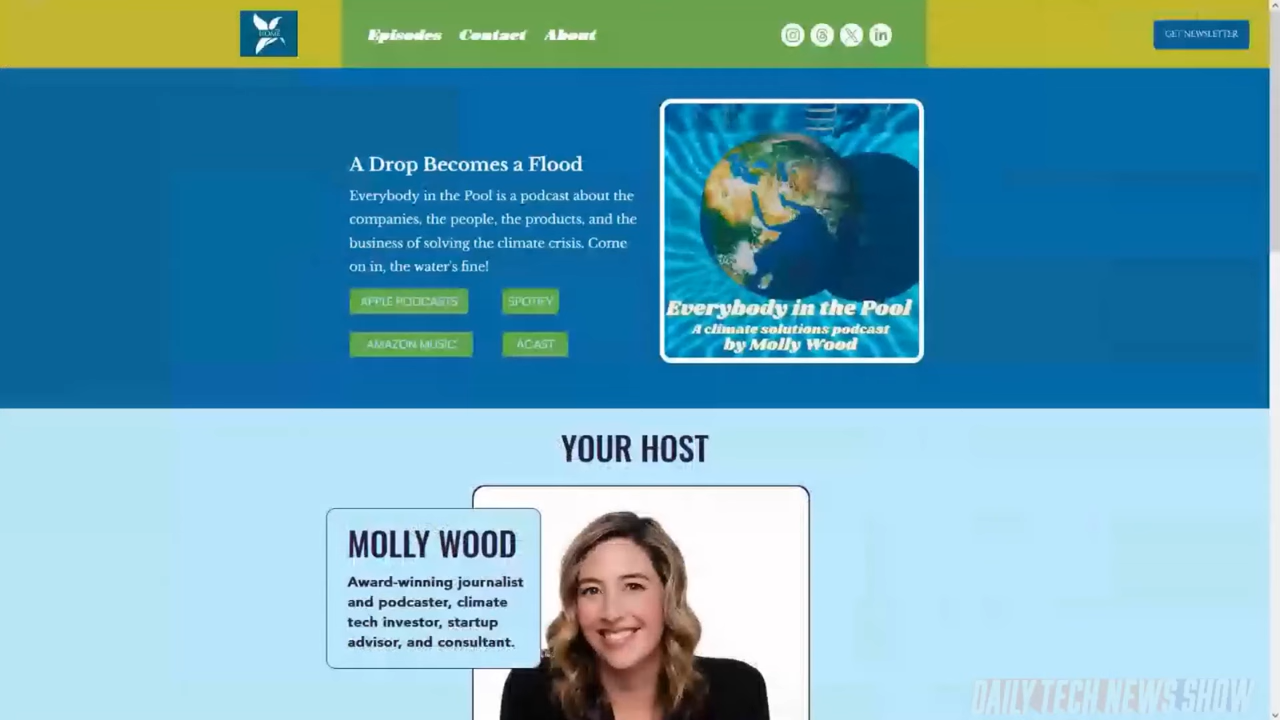 HOME
Episodes Contact About
GET NEWSLETTER
A Drop Becomes a Flood
Everybody in the Pool is a podcast about the
companies, the people, the products, and the
business of solving the climate crisis. Come
on in, the water's fine!
APPLE PODCASTS SPOTIFY
AMAZON MUSIC ACAST
Everybody in the Pool
A climate solutions podcast
by Molly Wood
YOUR HOST
MOLLY WOOD
Award-winning journalist
and podcaster, climate
tech investor, startup
advisor, and consultant.
DAILY TECH NEWS SHOW